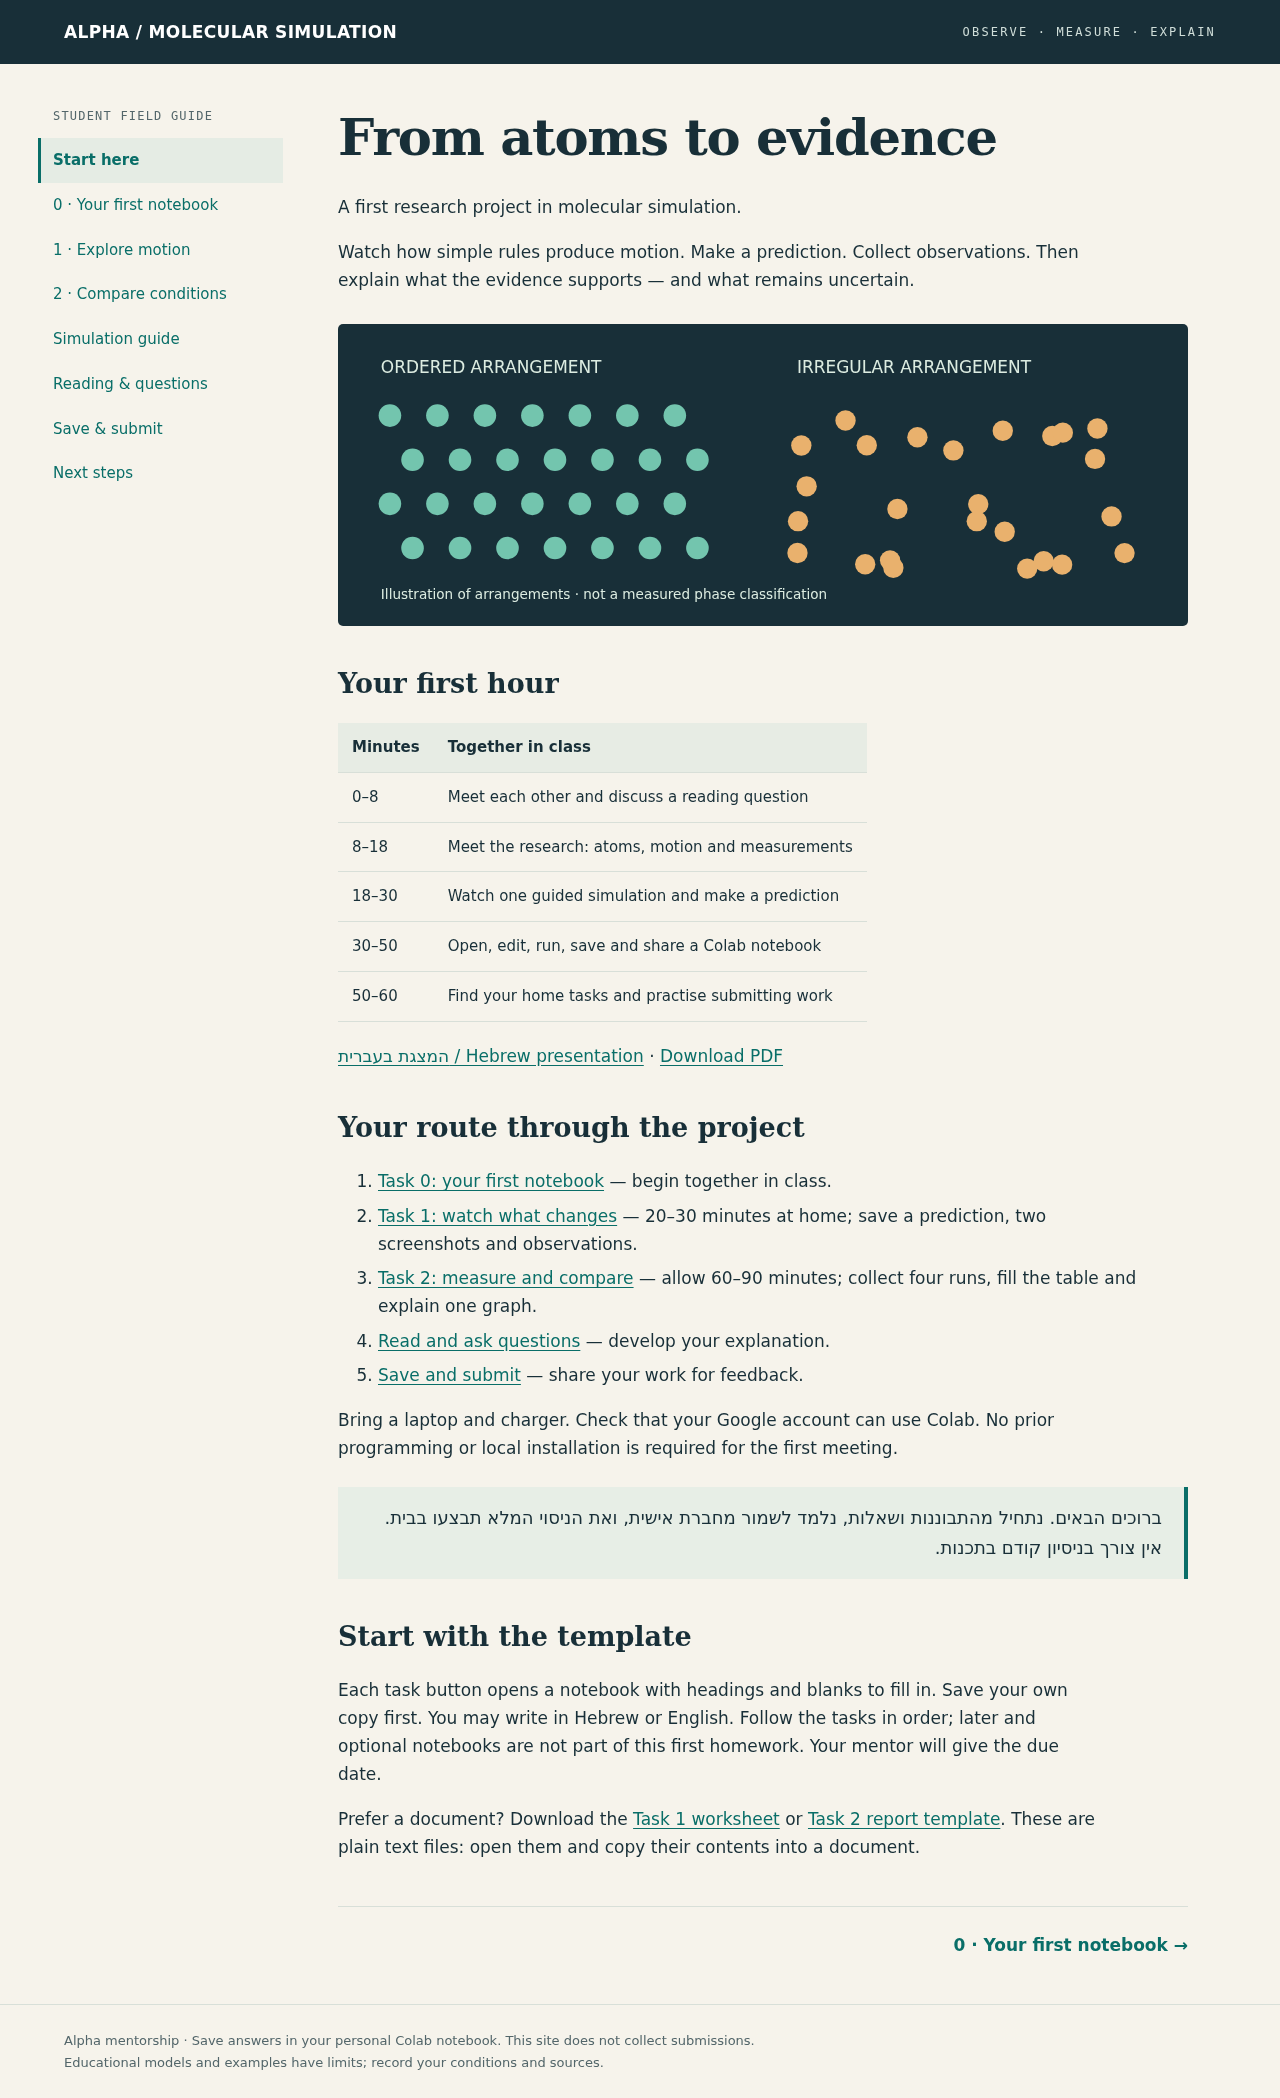 ALPHA / MOLECULAR SIMULATION
OBSERVE · MEASURE · EXPLAIN
STUDENT FIELD GUIDE
Start here
0 · Your first notebook
1 · Explore motion
2 · Compare conditions
Simulation guide
Reading & questions
Save & submit
Next steps
From atoms to evidence
A first research project in molecular simulation.
Watch how simple rules produce motion. Make a prediction. Collect observations. Then
explain what the evidence supports — and what remains uncertain.
ORDERED ARRANGEMENT
IRREGULAR ARRANGEMENT
Illustration of arrangements · not a measured phase classification
Your first hour
Minutes Together in class
0–8 Meet each other and discuss a reading question
8–18 Meet the research: atoms, motion and measurements
18–30 Watch one guided simulation and make a prediction
30–50 Open, edit, run, save and share a Colab notebook
50–60 Find your home tasks and practise submitting work
המצגת בעברית / Hebrew presentation · Download PDF
Your route through the project
1. Task 0: your first notebook — begin together in class.
2. Task 1: watch what changes — 20–30 minutes at home; save a prediction, two
screenshots and observations.
3. Task 2: measure and compare — allow 60–90 minutes; collect four runs, fill the table and
explain one graph.
4. Read and ask questions — develop your explanation.
5. Save and submit — share your work for feedback.
Bring a laptop and charger. Check that your Google account can use Colab. No prior
programming or local installation is required for the first meeting.
ברוכים הבאים. נתחיל מהתבוננות ושאלות, נלמד לשמור מחברת אישית, ואת הניסוי המלא תבצעו בבית.
אין צורך בניסיון קודם בתכנות.
Start with the template
Each task button opens a notebook with headings and blanks to fill in. Save your own
copy first. You may write in Hebrew or English. Follow the tasks in order; later and
optional notebooks are not part of this first homework. Your mentor will give the due
date.
Prefer a document? Download the Task 1 worksheet or Task 2 report template. These are
plain text files: open them and copy their contents into a document.
0 · Your first notebook →
Alpha mentorship · Save answers in your personal Colab notebook. This site does not collect submissions.
Educational models and examples have limits; record your conditions and sources.